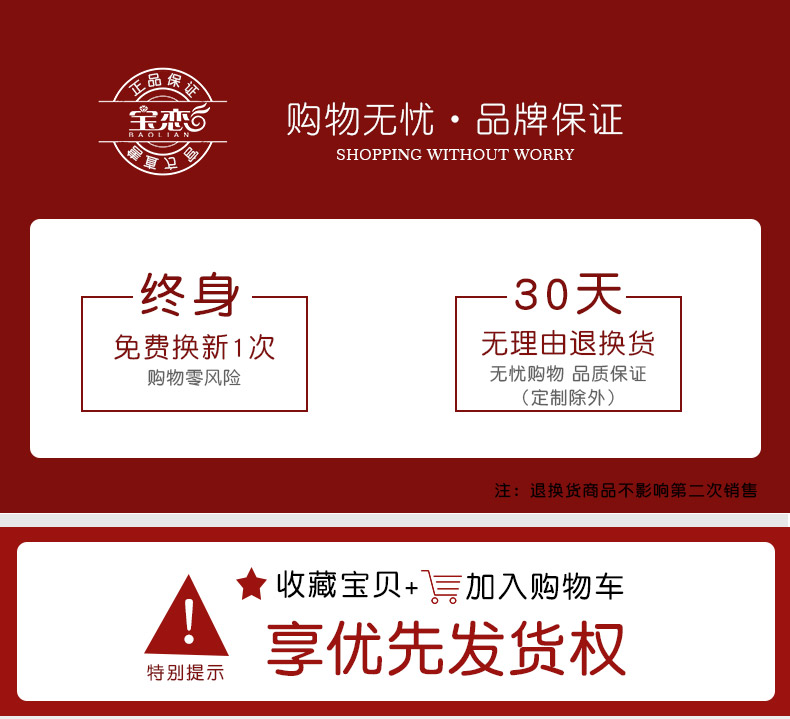 正品保证
宝恋
BAOLIAN
官方直售
购物无忧·品牌保证
SHOPPING WITHOUT WORRY
终身
免费换新1次
购物零风险
30天
无理由退换货
无忧购物 品质保证
（定制除外）
注：退换货商品不影响第二次销售
收藏宝贝+加入购物车
享优先发货权
!
特别提示